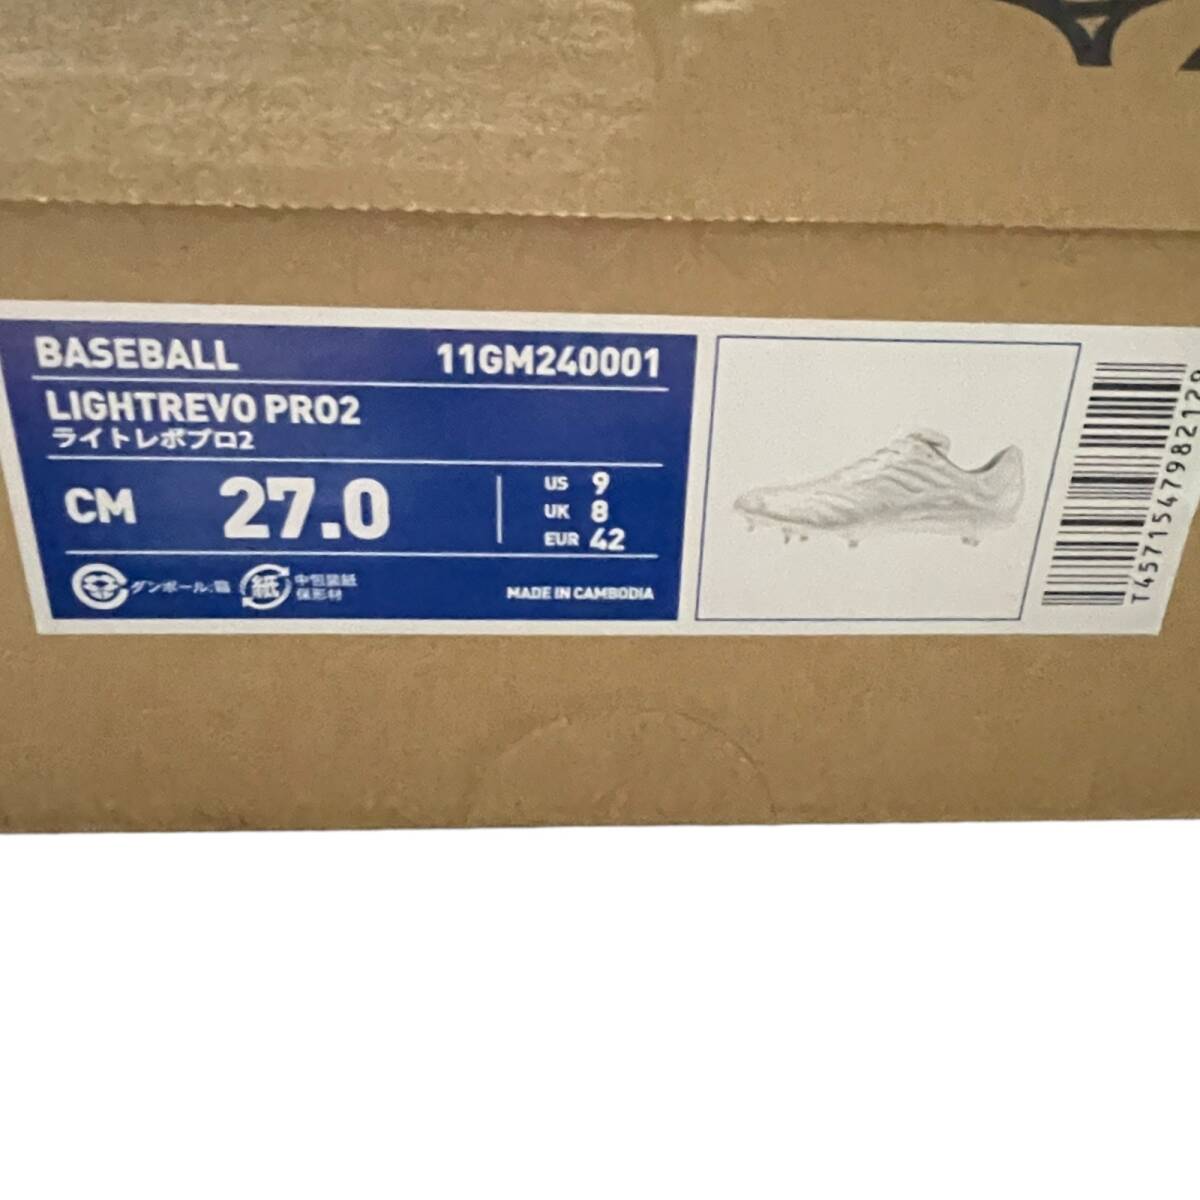 BASEBALL 11GM240001
LIGHTREVO PRO2
ライトレボプロ2
CM 27.0
US 9
UK 8
EUR 42
ダンボール:箱 紙 中包装紙
保形材
MADE IN CAMBODIA
T4571547982129